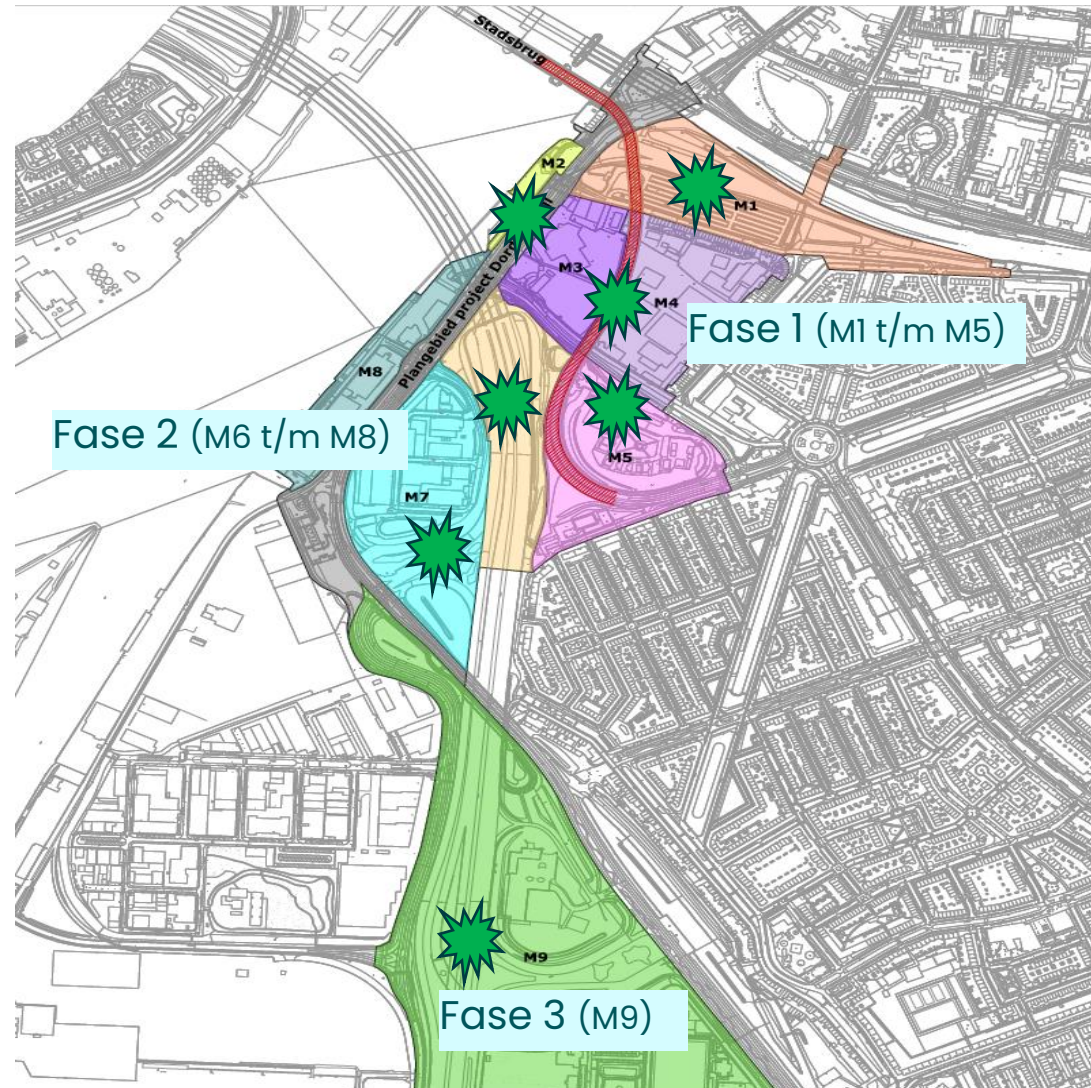 Stadsbrug
M2
M1
M3
M4
Fase 1 (M1 t/m M5)
Plangebied project
M8
Fase 2 (M6 t/m M8)
M5
M7
M9
Fase 3 (M9)